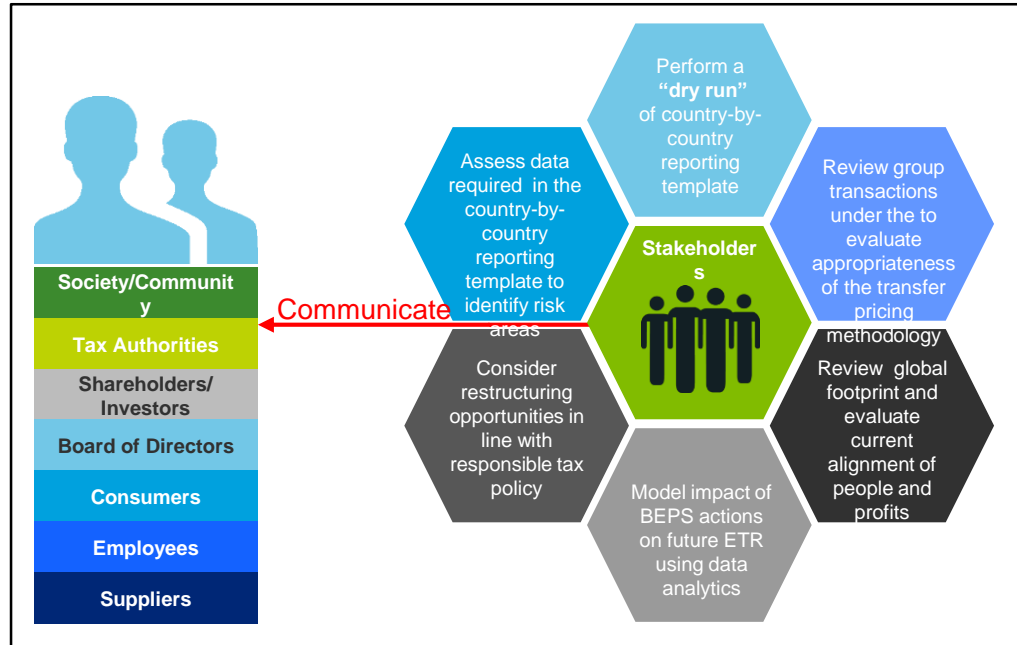 Society/Communit
y
Tax Authorities
Shareholders/
Investors
Board of Directors
Consumers
Employees
Suppliers
Communicate
Perform a
“dry run”
of country-by-
country
reporting
template
Assess data
required in the
country-by-
country
reporting
template to
identify risk
areas
Review group
transactions
under the to
evaluate
appropriateness
of the transfer
pricing
methodology
Stakeholder
s
Consider
restructuring
opportunities in
line with
responsible tax
policy
Review global
footprint and
evaluate
current
alignment of
people and
profits
Model impact of
BEPS actions
on future ETR
using data
analytics